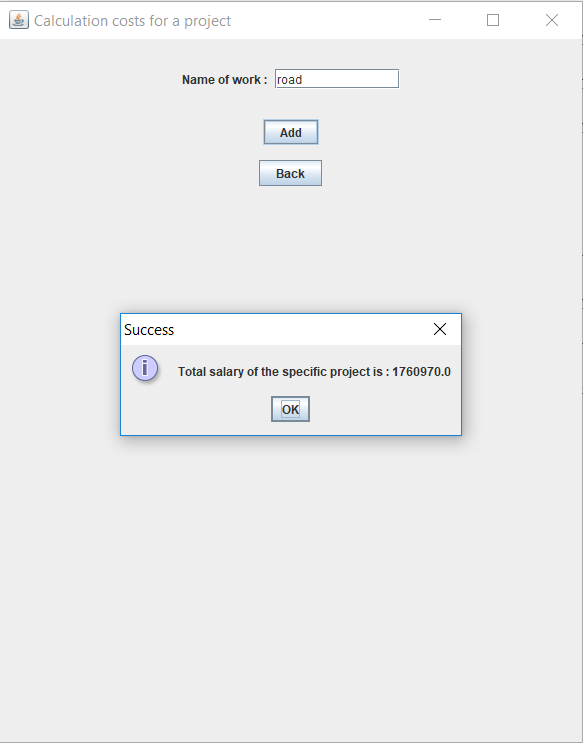 Calculation costs for a project
Name of work : road
Add
Back
Success
i
Total salary of the specific project is : 1760970.0
OK